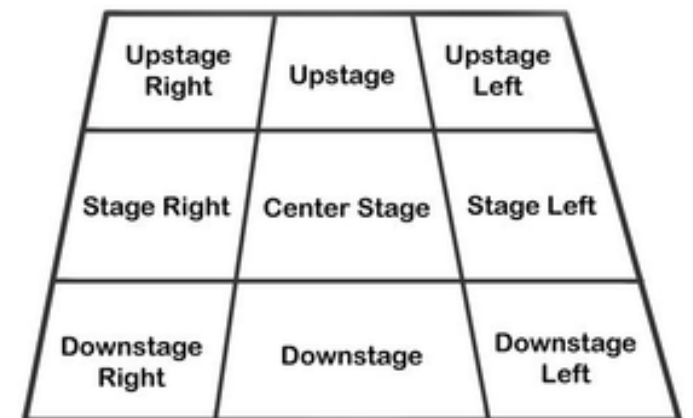 Upstage
Right
Upstage
Upstage
Left
Stage Right
Center Stage
Stage Left
Downstage
Right
Downstage
Downstage
Left